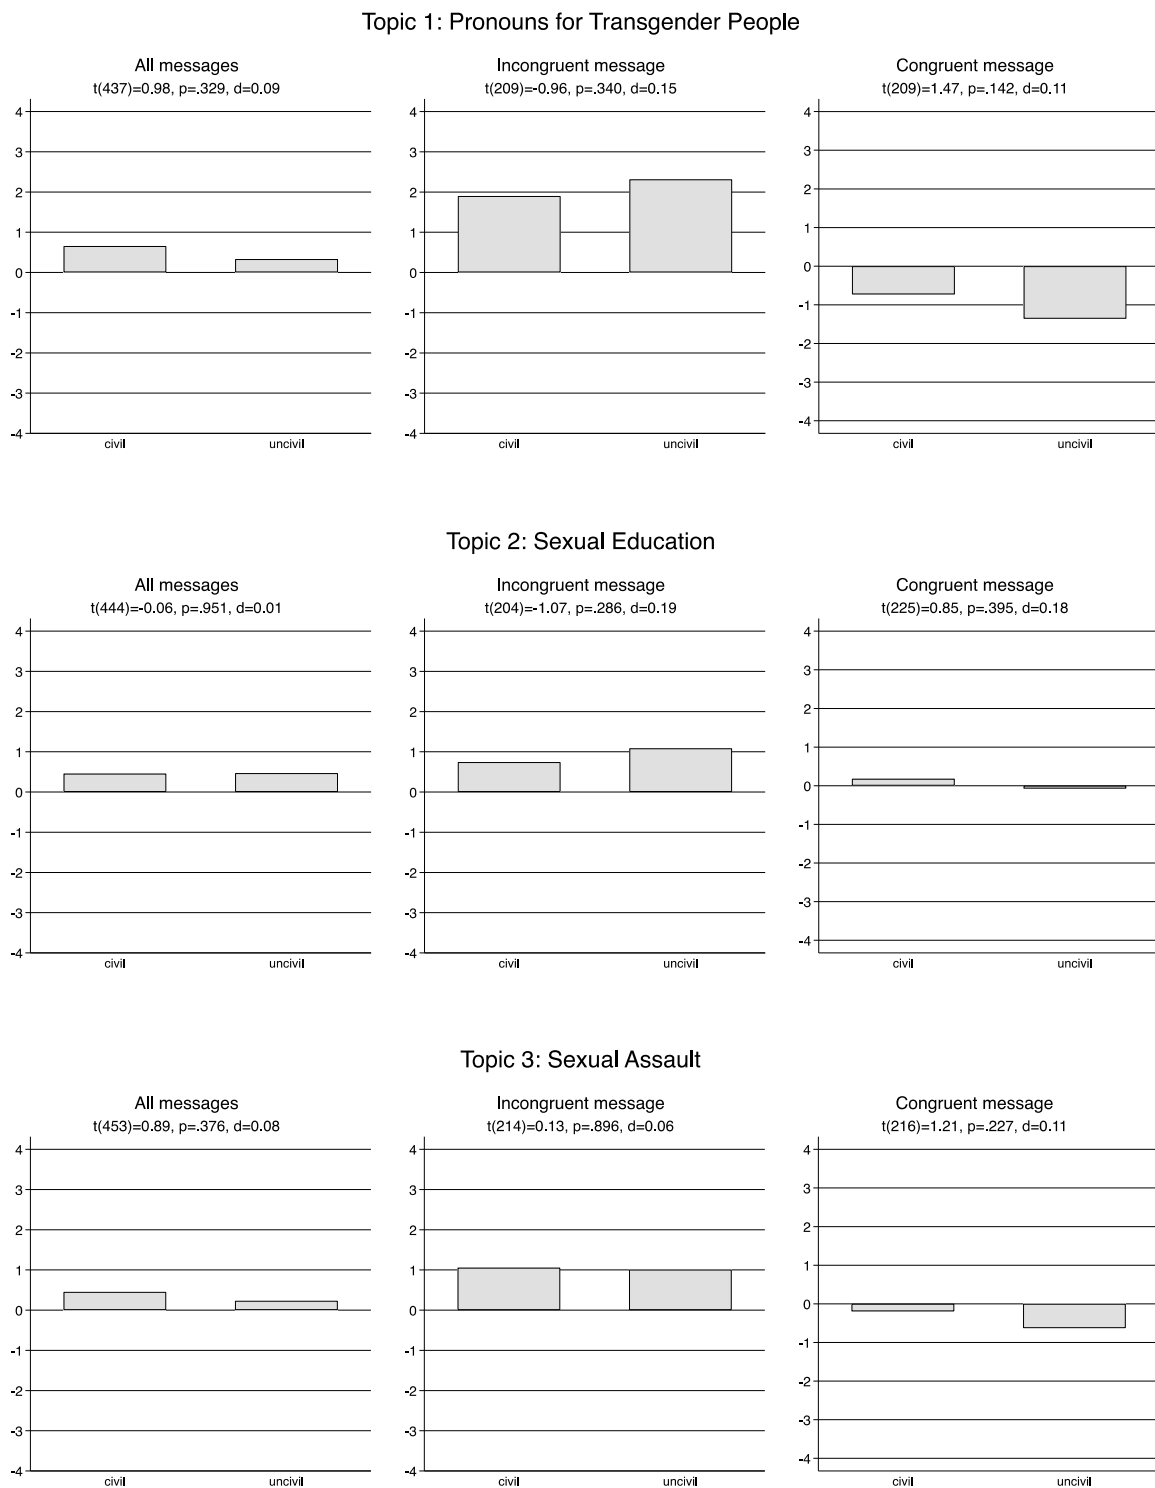 Topic 1: Pronouns for Transgender People
All messages
t(437)=0.98, p=.329, d=0.09
4
3
2
1
0
-1
-2
-3
-4
civil uncivil
Incongruent message
t(209)=-0.96, p=.340, d=0.15
4
3
2
1
0
-1
-2
-3
-4
civil uncivil
Congruent message
t(209)=1.47, p=.142, d=0.11
4
3
2
1
0
-1
-2
-3
-4
civil uncivil
Topic 2: Sexual Education
All messages
t(444)=-0.06, p=.951, d=0.01
4
3
2
1
0
-1
-2
-3
-4
civil uncivil
Incongruent message
t(204)=-1.07, p=.286, d=0.19
4
3
2
1
0
-1
-2
-3
-4
civil uncivil
Congruent message
t(225)=0.85, p=.395, d=0.18
4
3
2
1
0
-1
-2
-3
-4
civil uncivil
Topic 3: Sexual Assault
All messages
t(453)=0.89, p=.376, d=0.08
4
3
2
1
0
-1
-2
-3
-4
civil uncivil
Incongruent message
t(214)=0.13, p=.896, d=0.06
4
3
2
1
0
-1
-2
-3
-4
civil uncivil
Congruent message
t(216)=1.21, p=.227, d=0.11
4
3
2
1
0
-1
-2
-3
-4
civil uncivil